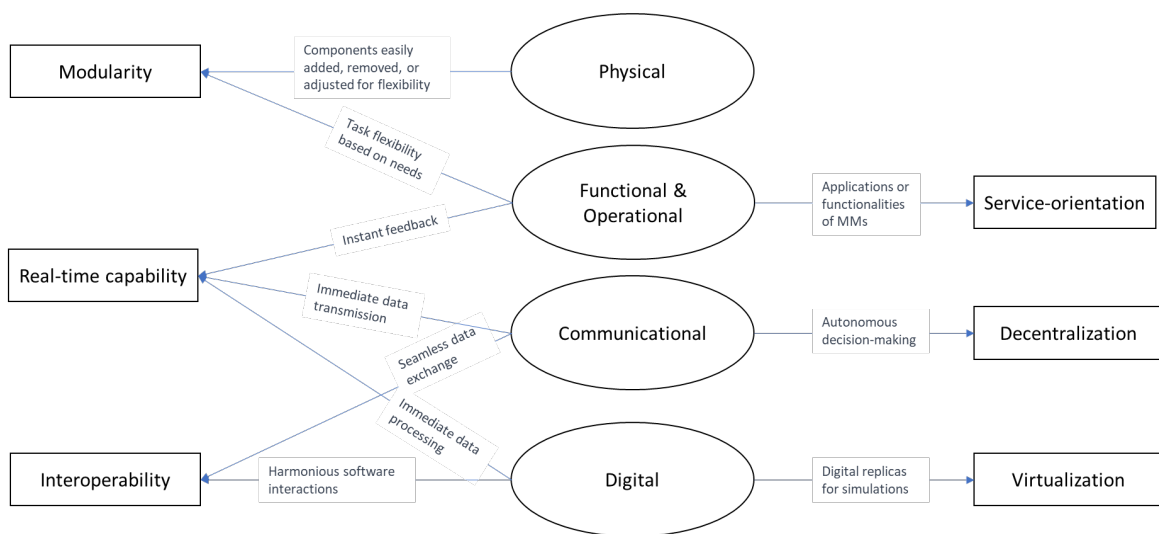 Modularity
Components easily
added, removed, or
adjusted for flexibility
Physical
Task flexibility
based on needs
Functional &
Operational
Applications or
functionalities
of MMs
Service-orientation
Instant feedback
Real-time capability
Immediate data
transmission
Communicational
Autonomous
decision-making
Decentralization
Seamless data
exchange
Immediate data
processing
Interoperability
Harmonious software
interactions
Digital
Digital replicas
for simulations
Virtualization